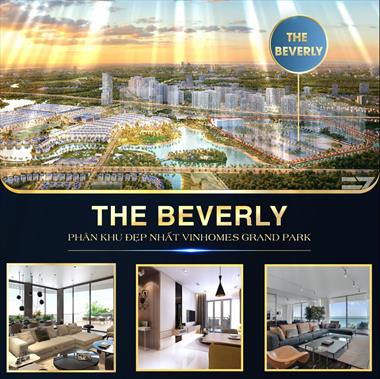 THE
BEVERLY
THE BEVERLY
PHÂN KHU ĐẸP NHẤT VINHOMES GRAND PARK